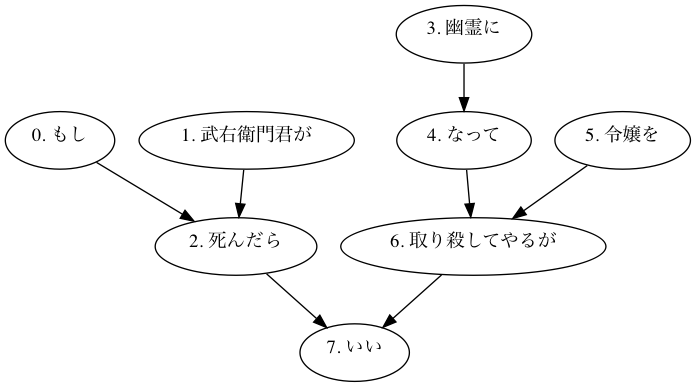 3. 幽霊に
0. もし
1. 武右衛門君が
4. なって
5. 令嬢を
2. 死んだら
6. 取り殺してやるが
7. いい